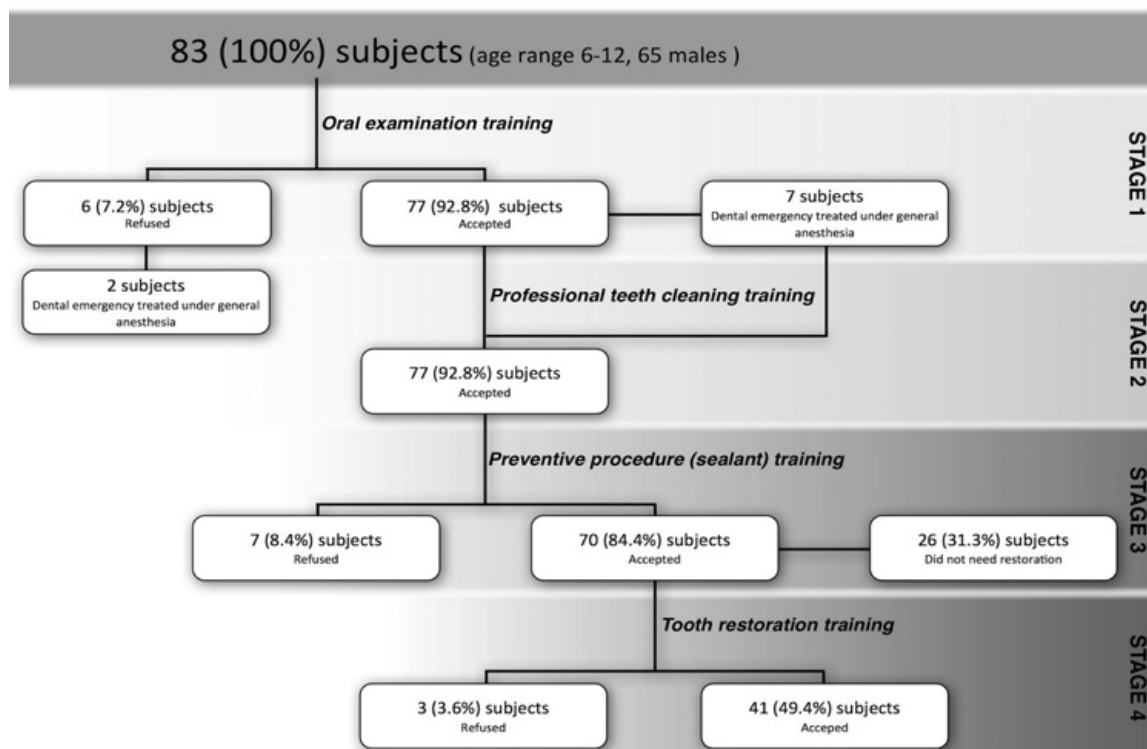 83 (100%) subjects (age range 6-12, 65 males )
Oral examination training
STAGE 1
6 (7.2%) subjects
Refused
77 (92.8%) subjects
Accepted
7 subjects
Dental emergency treated under general
anesthesia
2 subjects
Dental emergency treated under general
anesthesia
Professional teeth cleaning training
STAGE 2
77 (92.8%) subjects
Accepted
Preventive procedure (sealant) training
STAGE 3
7 (8.4%) subjects
Refused
70 (84.4%) subjects
Accepted
26 (31.3%) subjects
Did not need restoration
Tooth restoration training
STAGE 4
3 (3.6%) subjects
Refused
41 (49.4%) subjects
Acceped